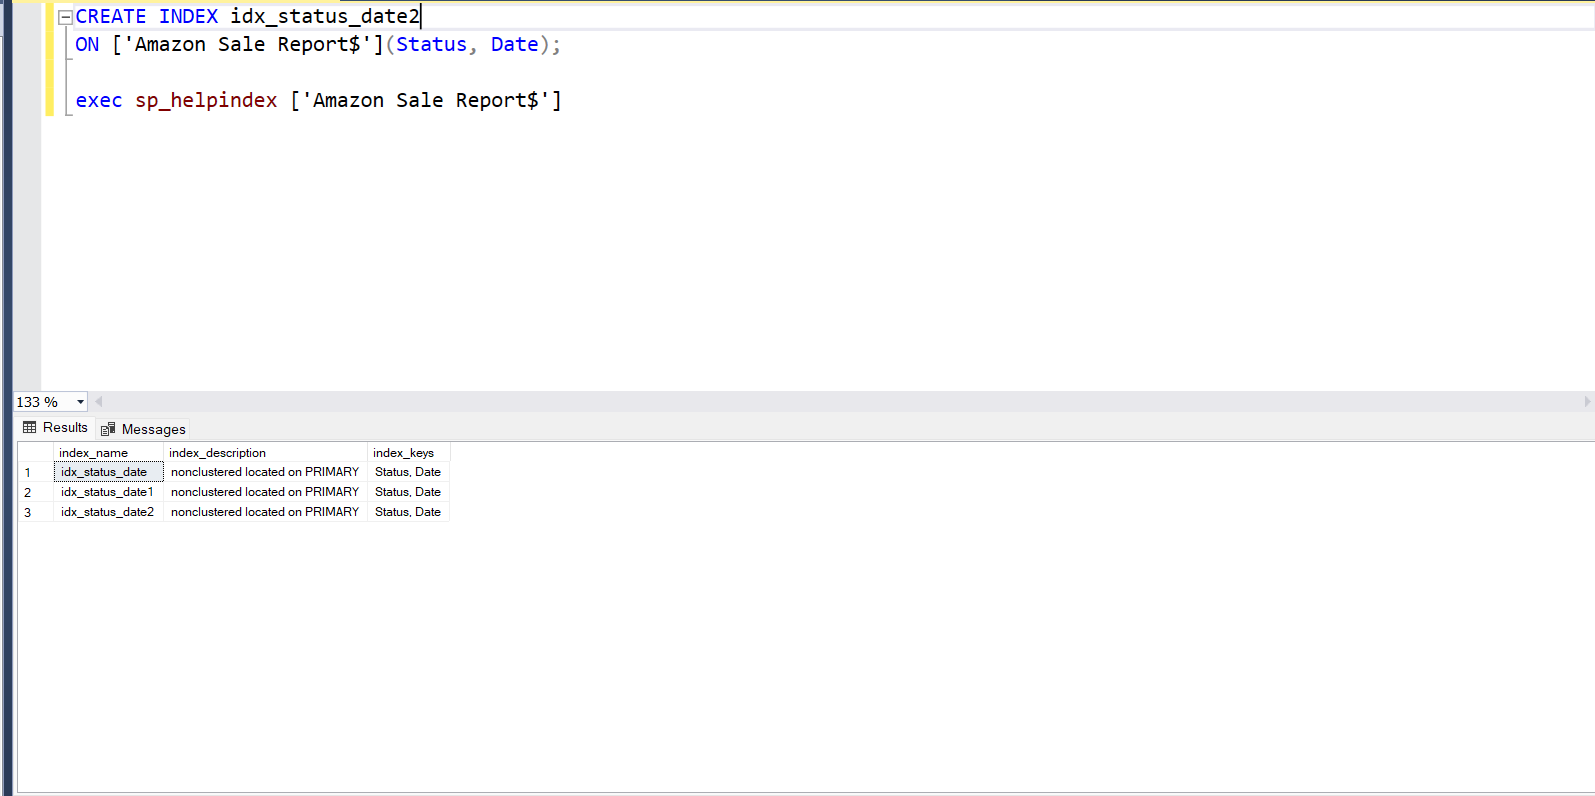 CREATE INDEX idx_status_date2
ON ['Amazon Sale Report$'](Status, Date);
exec sp_helpindex ['Amazon Sale Report$']
133 %
Results Messages
index_name index_description index_keys
1 idx_status_date nonclustered located on PRIMARY Status, Date
2 idx_status_date1 nonclustered located on PRIMARY Status, Date
3 idx_status_date2 nonclustered located on PRIMARY Status, Date